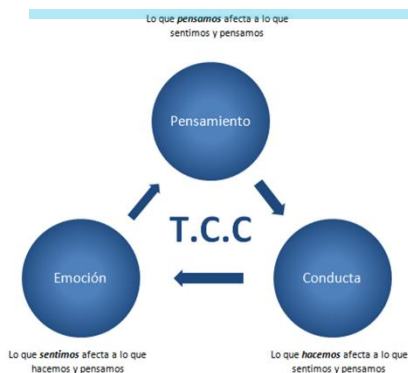 Lo que pensamos afecta a lo que
sentimos y pensamos
Pensamiento
T.C.C
Emoción
Conducta
Lo que sentimos afecta a lo que
hacemos y pensamos
Lo que hacemos afecta a lo que
sentimos y pensamos